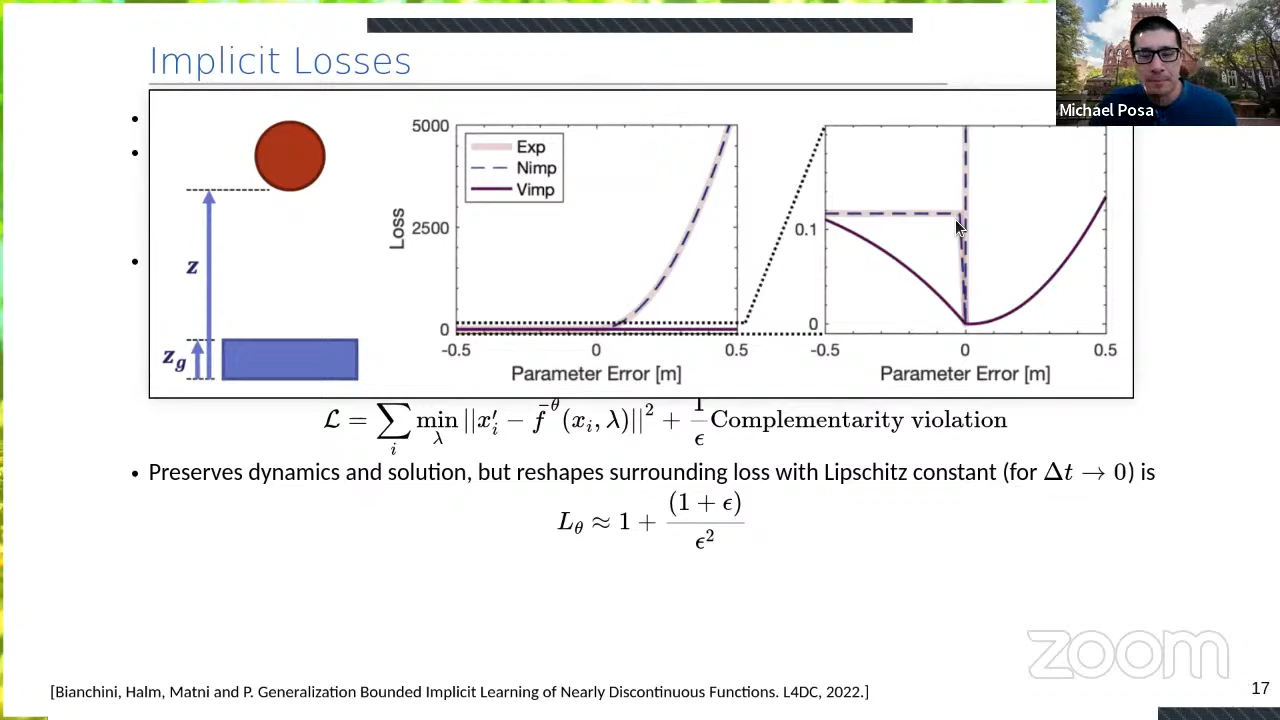 Implicit Losses
Michael Posa
z
z_g
5000
2500
0
Loss
Exp
Nimp
Vimp
-0.5
0
0.5
Parameter Error [m]
0.1
0
-0.5
0
0.5
Parameter Error [m]
ℒ = ∑_i min_λ ||x′_i − f̄^θ(x_i, λ)||² + 1/ϵ Complementarity violation
• Preserves dynamics and solution, but reshapes surrounding loss with Lipschitz constant (for Δt → 0) is
L_θ ≈ 1 + (1 + ϵ)/ϵ²
zoom
[Bianchini, Halm, Matni and P. Generalization Bounded Implicit Learning of Nearly Discontinuous Functions. L4DC, 2022.]
17